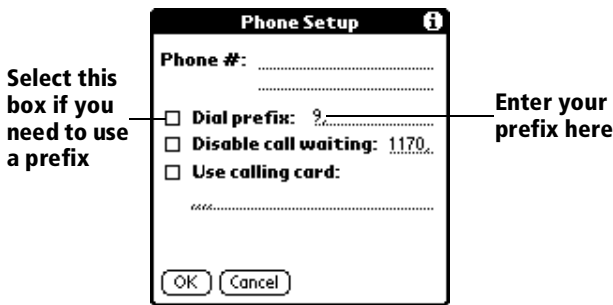 Phone Setup
Phone #:
Select this
box if you
need to use
a prefix
Dial prefix: 9,
Enter your
prefix here
Disable call waiting: 1170,
Use calling card:
,,,,
OK Cancel